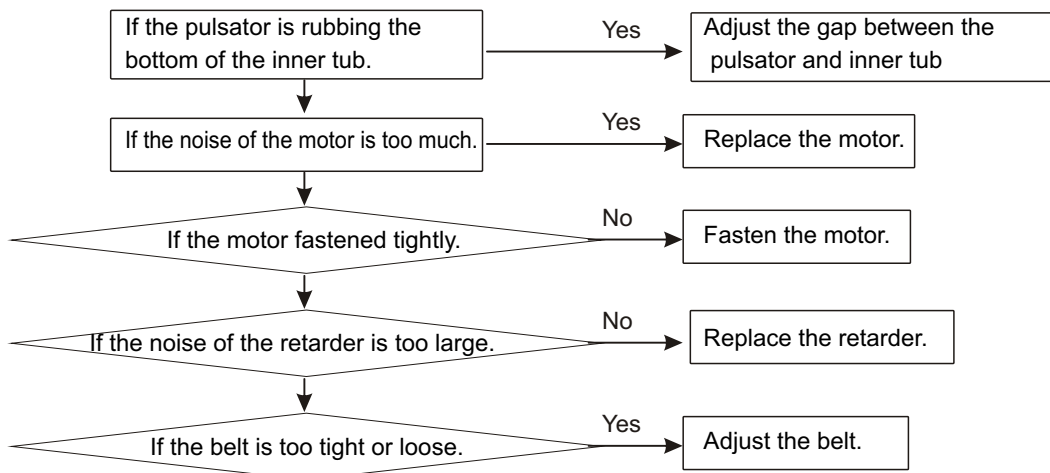 If the pulsator is rubbing the
bottom of the inner tub.
Yes
Adjust the gap between the
pulsator and inner tub
If the noise of the motor is too much.
Yes
Replace the motor.
If the motor fastened tightly.
No
Fasten the motor.
If the noise of the retarder is too large.
No
Replace the retarder.
If the belt is too tight or loose.
Yes
Adjust the belt.